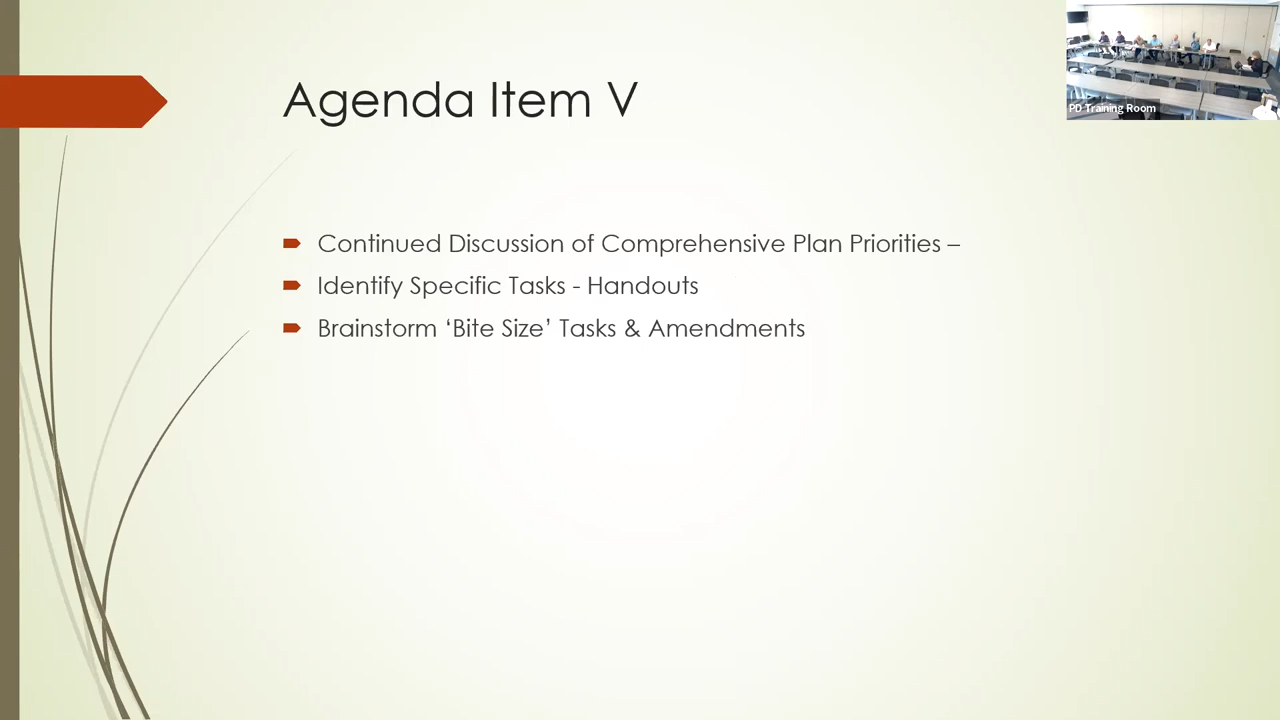 Agenda Item V
Continued Discussion of Comprehensive Plan Priorities –
Identify Specific Tasks - Handouts
Brainstorm ‘Bite Size’ Tasks & Amendments
PD Training Room